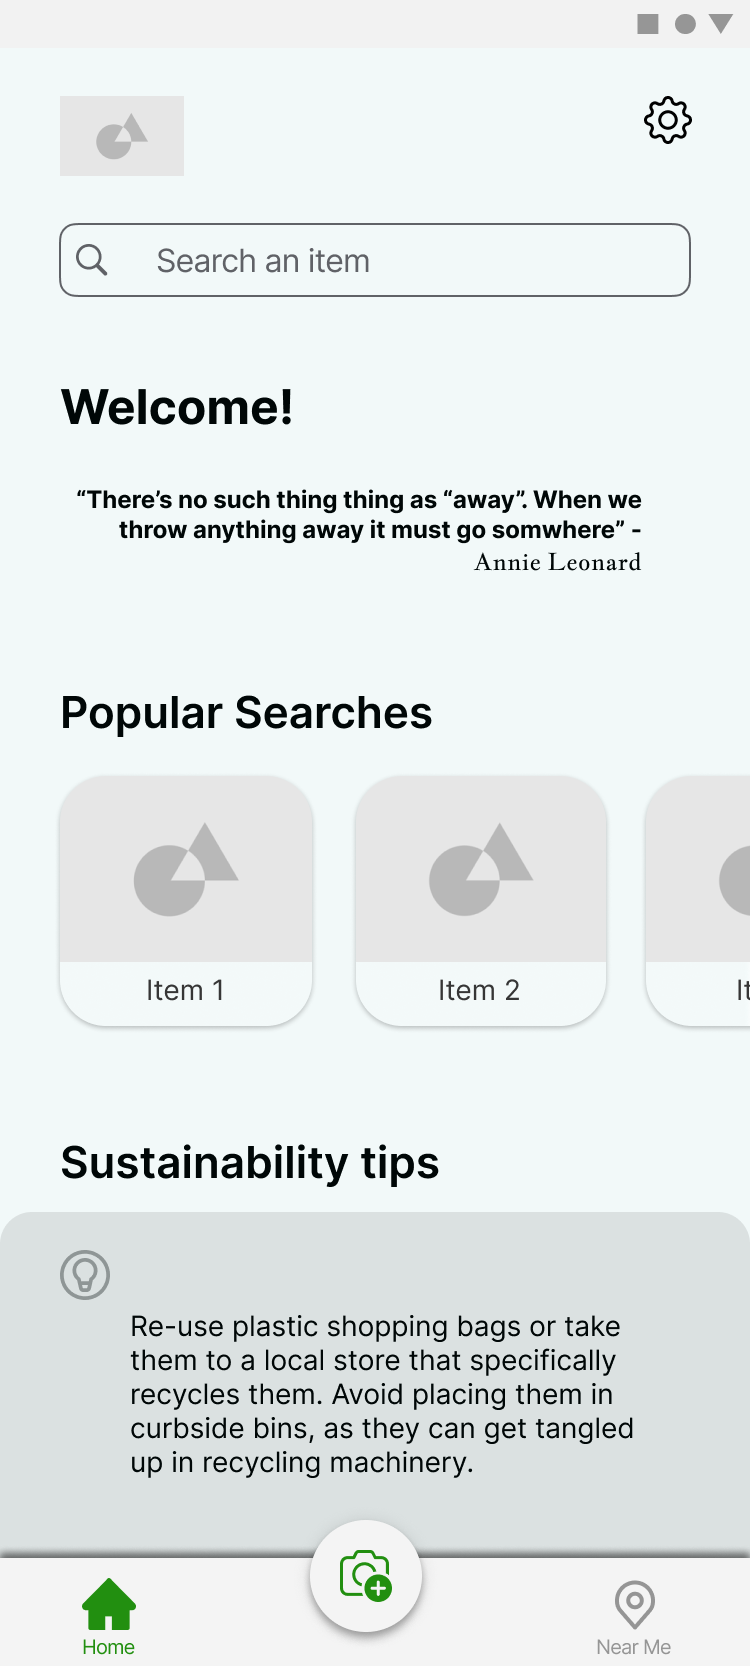 Search an item
Welcome!
“There’s no such thing thing as “away”. When we
throw anything away it must go somwhere” -
Annie Leonard
Popular Searches
Item 1
Item 2
It
Sustainability tips
Re-use plastic shopping bags or take
them to a local store that specifically
recycles them. Avoid placing them in
curbside bins, as they can get tangled
up in recycling machinery.
Home
Near Me